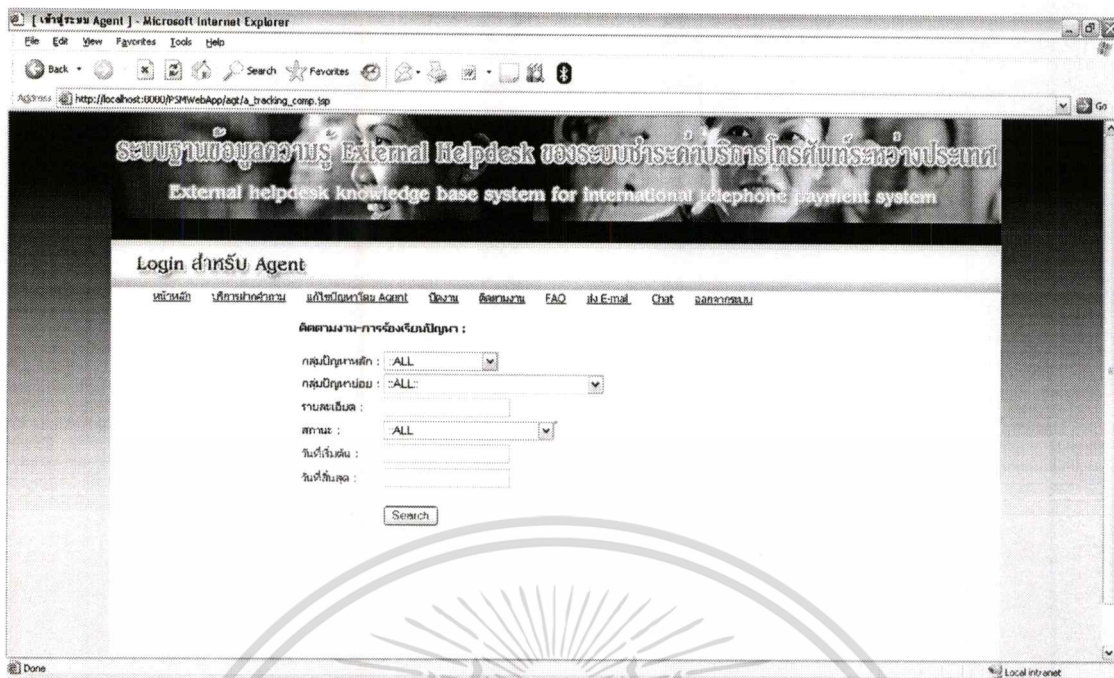 [ เข้าสู่ระบบ Agent ] - Microsoft Internet Explorer
File Edit View Favorites Tools Help
Back Search Favorites
Address http://localhost:8080/PSMWebApp/agt/a_tracking_comp.jsp Go
ระบบฐานข้อมูลความรู้ External Helpdesk ของระบบชำระค่าบริการโทรศัพท์ระหว่างประเทศ
External helpdesk knowledge base system for international telephone payment system
Login สำหรับ Agent
หน้าหลัก บริการฝากคำถาม แก้ไขปัญหาโดย Agent ปิดงาน ติดตามงาน FAQ ส่ง E-mail Chat ออกจากระบบ
ติดตามงาน-การร้องเรียนปัญหา :
กลุ่มปัญหาหลัก : ::ALL
กลุ่มปัญหาย่อย : ::ALL::
รายละเอียด :
สถานะ : ::ALL
วันที่เริ่มต้น :
วันที่สิ้นสุด :
Search
Done Local intranet